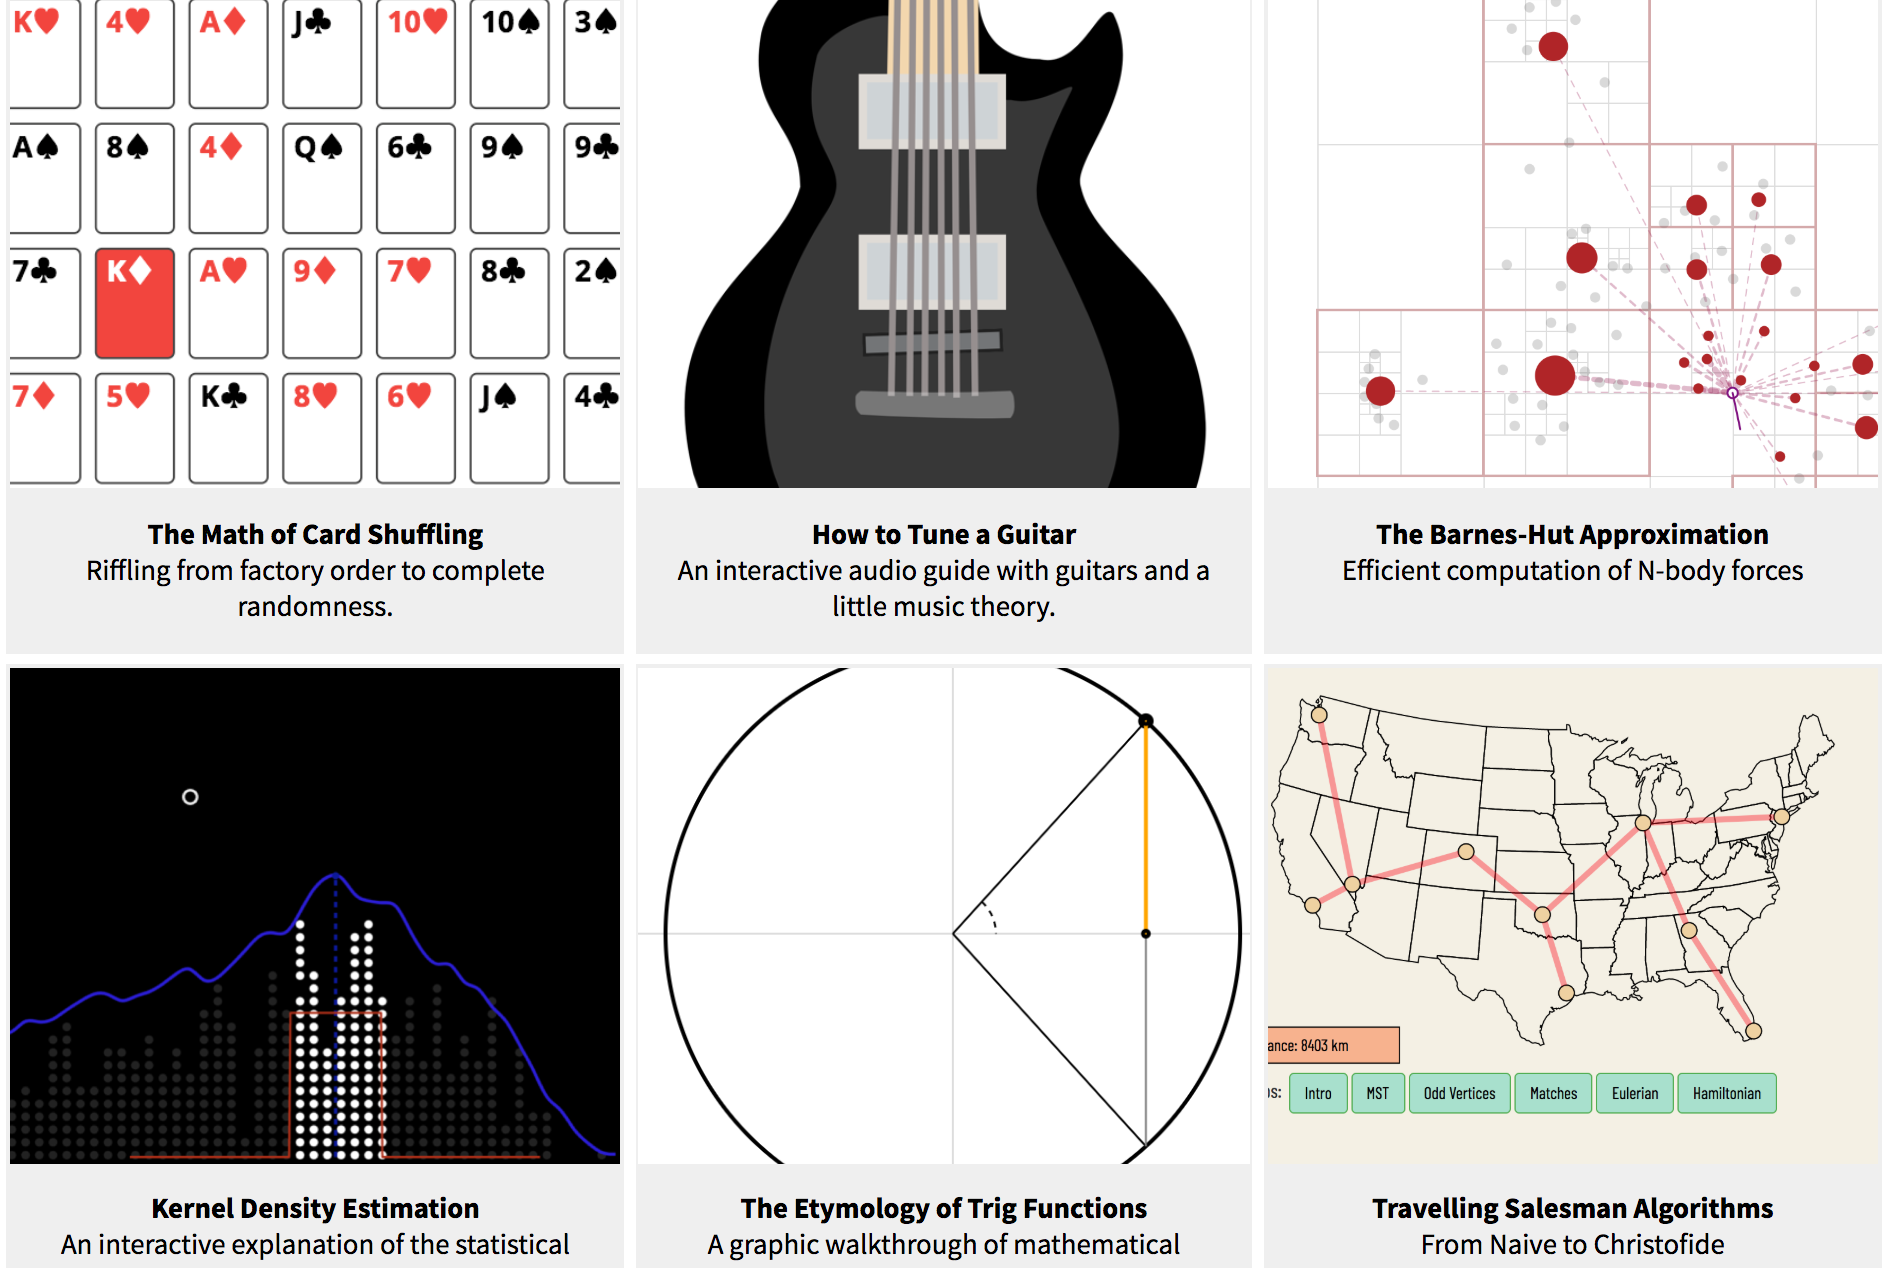 K♥ 4♥ A♦ J♣ 10♥ 10♠ 3♠
A♠ 8♠ 4♦ Q♠ 6♣ 9♠ 9♣
7♣ K♦ A♥ 9♦ 7♥ 8♣ 2♠
7♦ 5♥ K♣ 8♥ 6♥ J♠ 4♣
The Math of Card Shuffling
Riffling from factory order to complete
randomness.
How to Tune a Guitar
An interactive audio guide with guitars and a
little music theory.
The Barnes-Hut Approximation
Efficient computation of N-body forces
Kernel Density Estimation
An interactive explanation of the statistical
The Etymology of Trig Functions
A graphic walkthrough of mathematical
ance: 8403 km
s: Intro MST Odd Vertices Matches Eulerian Hamiltonian
Travelling Salesman Algorithms
From Naive to Christofide